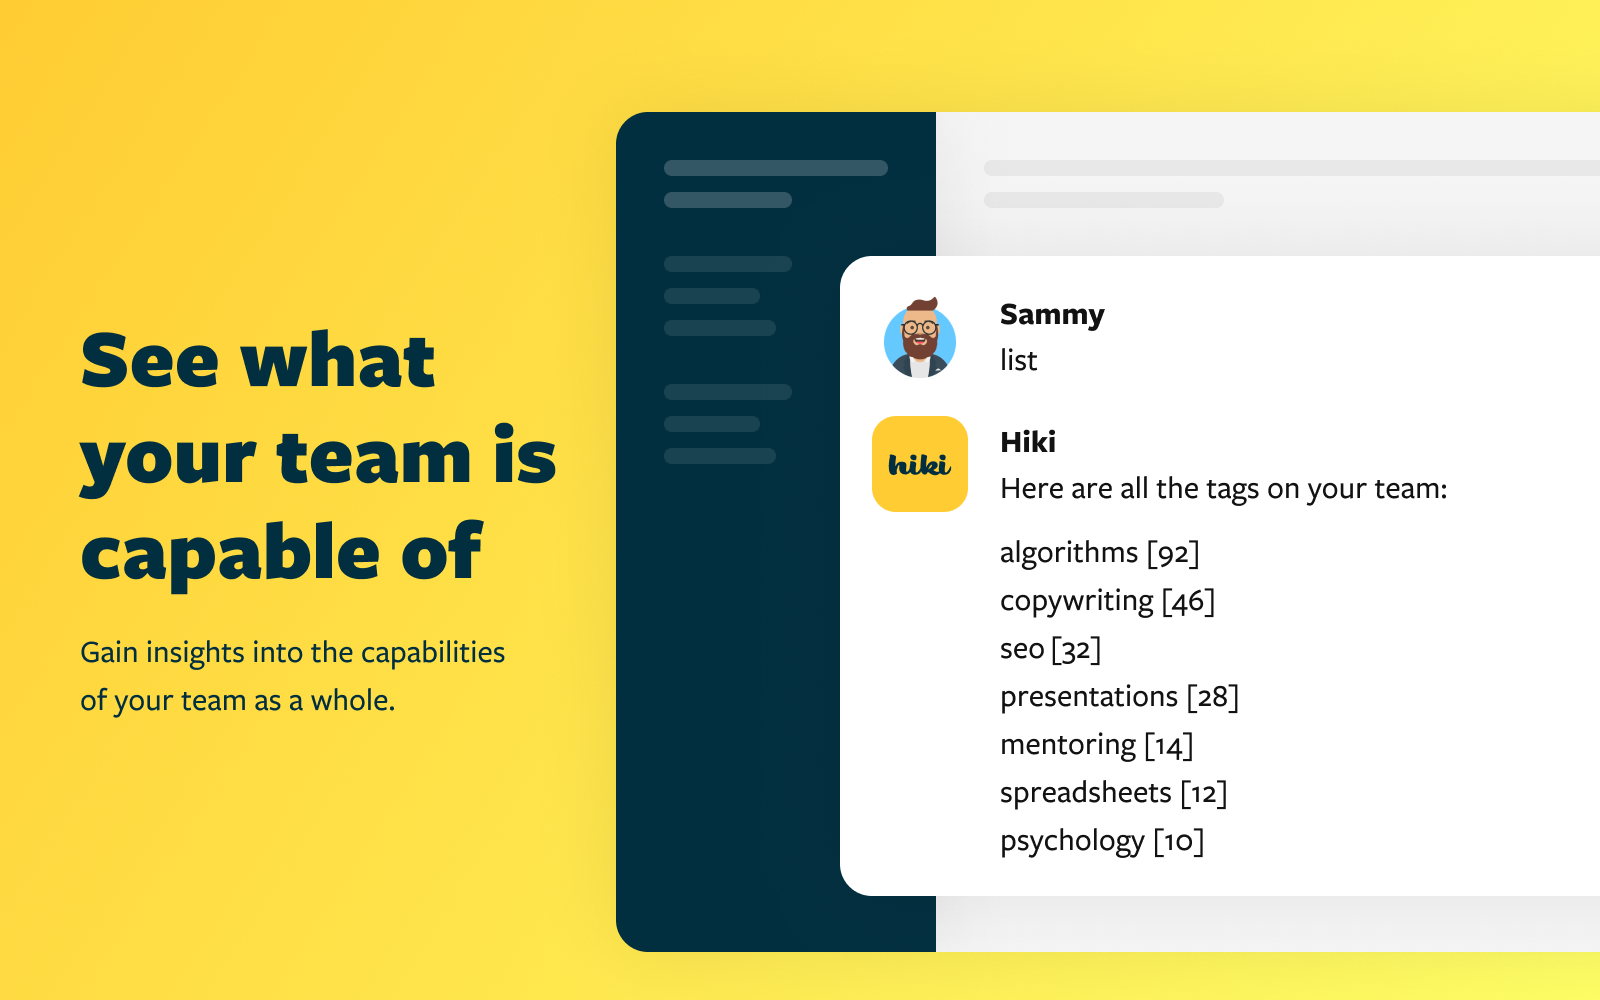 See what
your team is
capable of
Gain insights into the capabilities
of your team as a whole.
Sammy
list
hiki
Hiki
Here are all the tags on your team:
algorithms [92]
copywriting [46]
seo [32]
presentations [28]
mentoring [14]
spreadsheets [12]
psychology [10]